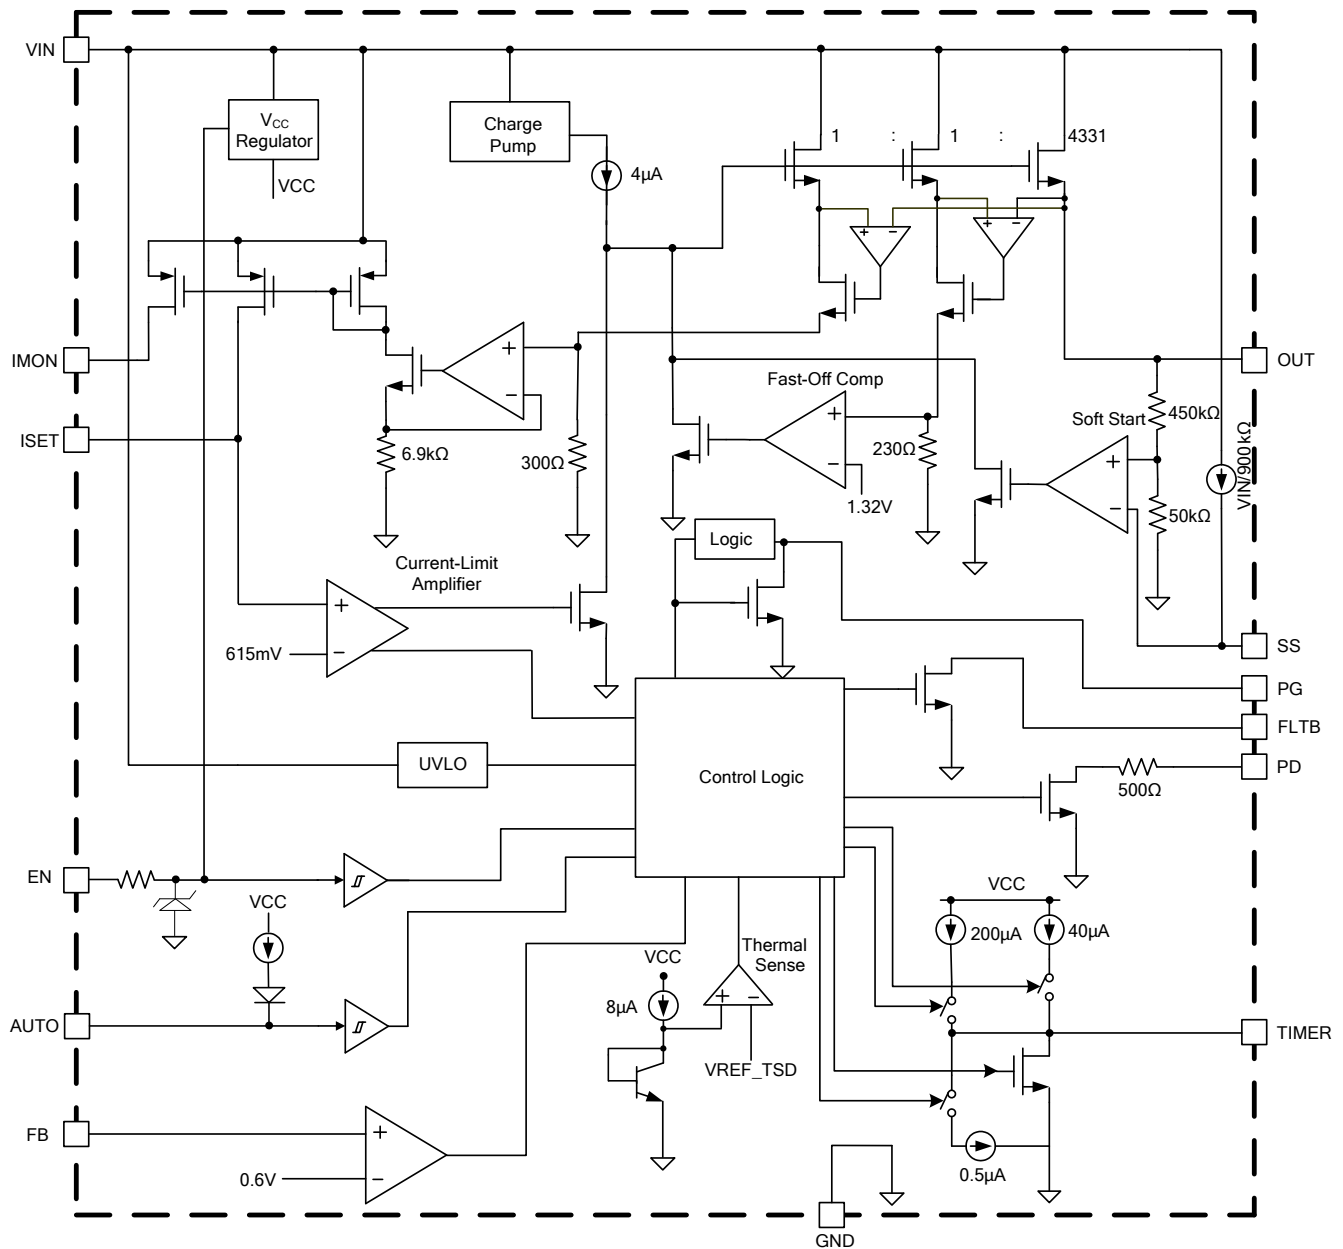 VIN
VCC
Regulator
VCC
Charge
Pump
4µA
1 : 1 : 4331
IMON
+
−
6.9kΩ
300Ω
ISET
+ −
+ −
Fast-Off Comp
+
−
1.32V
230Ω
OUT
450kΩ
Soft Start
+
−
50kΩ
VIN/900kΩ
Current-Limit
Amplifier
+
−
615mV
Logic
SS
PG
FLTB
PD
500Ω
UVLO
Control Logic
EN
VCC
AUTO
VCC
8µA
Thermal
Sense
+ −
VREF_TSD
VCC
200µA
40µA
TIMER
0.5µA
FB
+
−
0.6V
GND